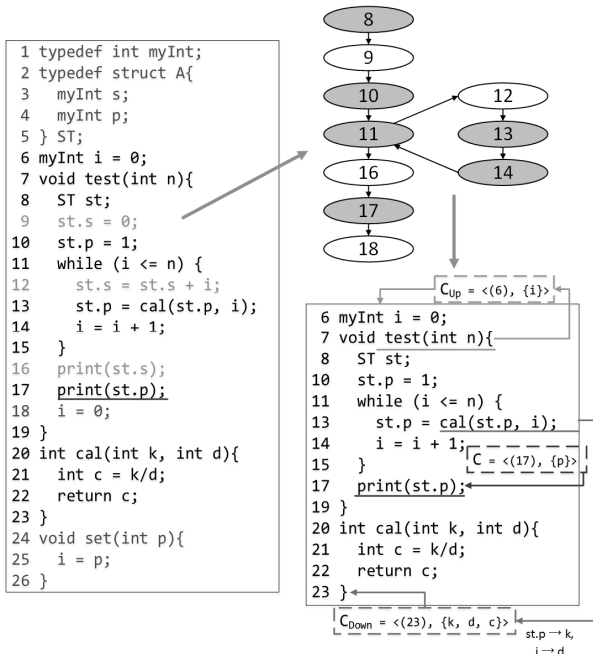 1 typedef int myInt;
2 typedef struct A{
3 myInt s;
4 myInt p;
5 } ST;
6 myInt i = 0;
7 void test(int n){
8 ST st;
9 st.s = 0;
10 st.p = 1;
11 while (i <= n) {
12 st.s = st.s + i;
13 st.p = cal(st.p, i);
14 i = i + 1;
15 }
16 print(st.s);
17 print(st.p);
18 i = 0;
19 }
20 int cal(int k, int d){
21 int c = k/d;
22 return c;
23 }
24 void set(int p){
25 i = p;
26 }
8
9
10
11
16
17
18
12
13
14
C_Up = <(6), {i}>
6 myInt i = 0;
7 void test(int n){
8 ST st;
10 st.p = 1;
11 while (i <= n) {
13 st.p = cal(st.p, i);
14 i = i + 1;
15 }
C = <(17), {p}>
17 print(st.p);
19 }
20 int cal(int k, int d){
21 int c = k/d;
22 return c;
23 }
C_Down = <(23), {k, d, c}>
st.p → k,
i → d